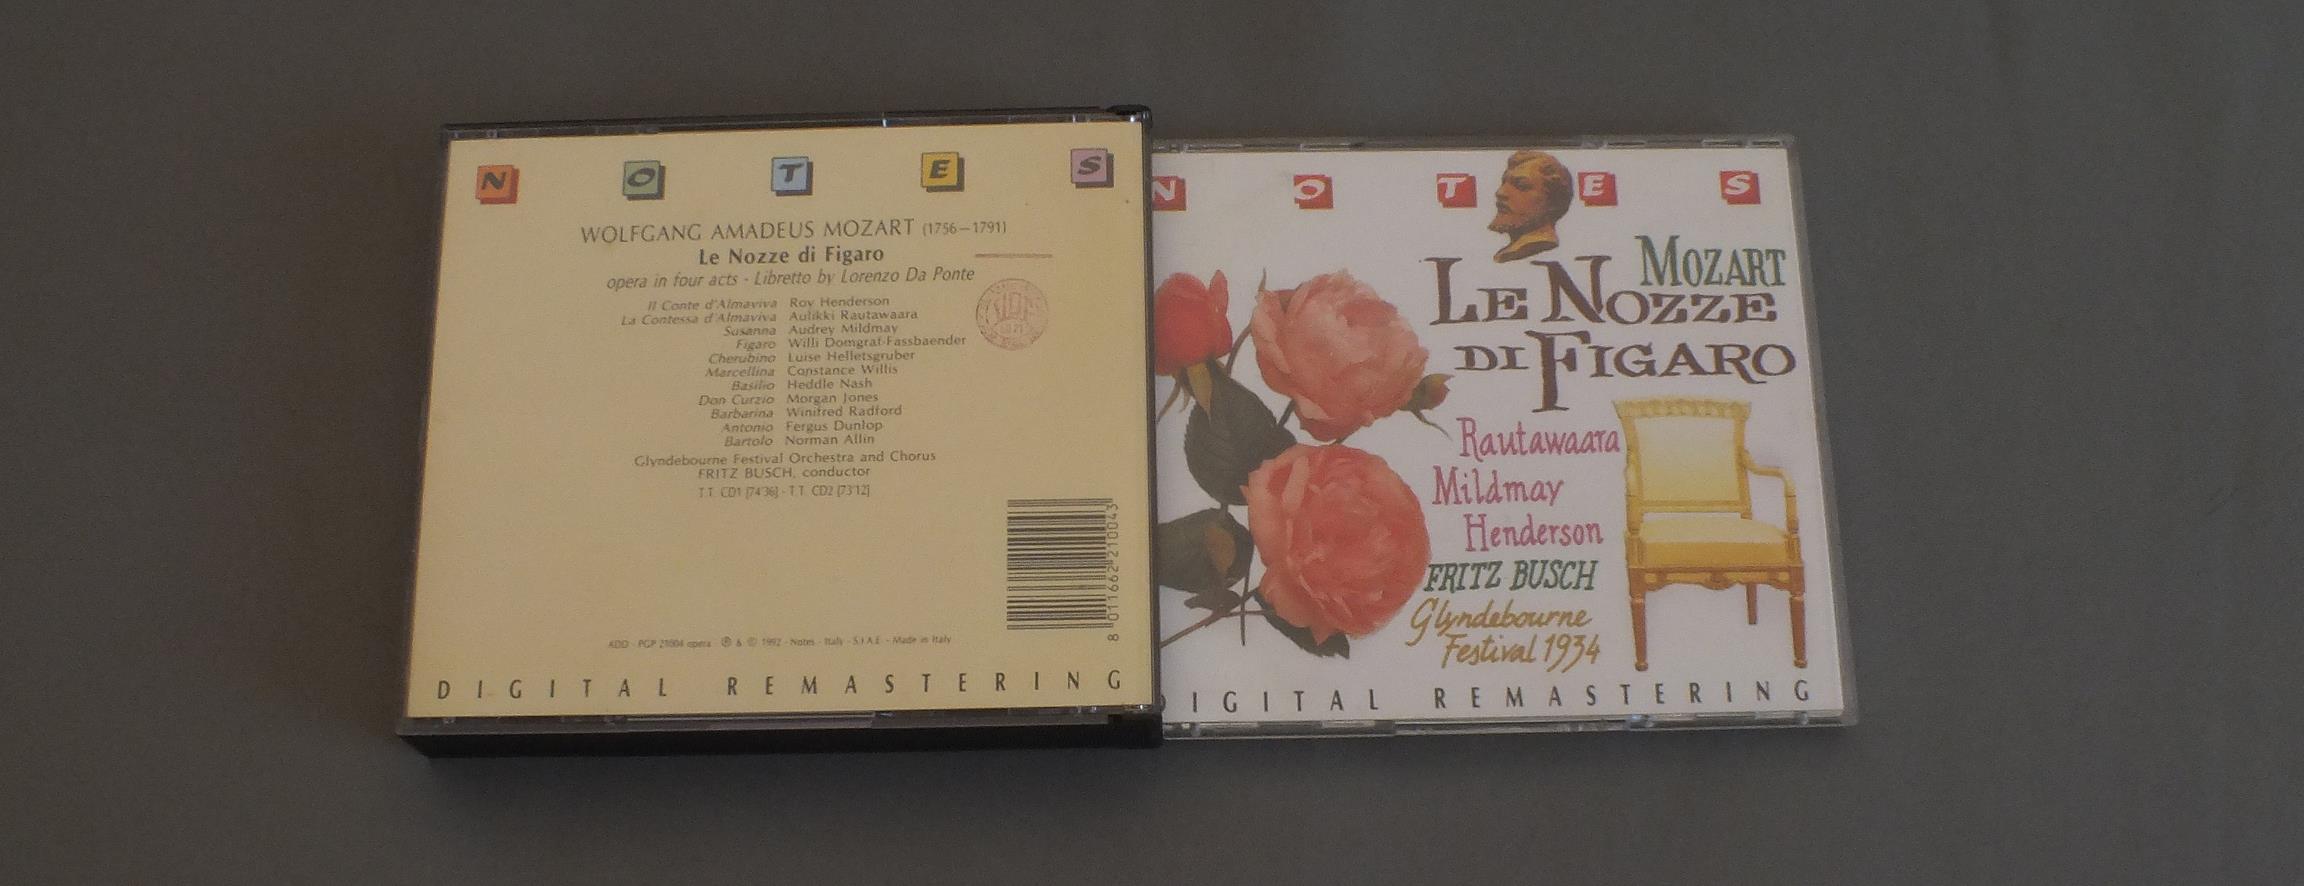 N O T E S
WOLFGANG AMADEUS MOZART (1756–1791)
Le Nozze di Figaro
opera in four acts - Libretto by Lorenzo Da Ponte
Il Conte d'Almaviva Roy Henderson
La Contessa d'Almaviva Aulikki Rautawaara
Susanna Audrey Mildmay
Figaro Willi Domgraf-Fassbaender
Cherubino Luise Helletsgruber
Marcellina Constance Willis
Basilio Heddle Nash
Don Curzio Morgan Jones
Barbarina Winifred Radford
Antonio Fergus Dunlop
Bartolo Norman Allin
Glyndebourne Festival Orchestra and Chorus
FRITZ BUSCH, conductor
T.T. CD1 [74'36] - T.T. CD2 [73'12]
8 011662 210043
ADD - PGP 21004 opera ℗ & © 1992 - Notes - Italy - S.I.A.E. - Made in Italy
DIGITAL REMASTERING
N O T E S
MOZART
LE NOZZE
DI FIGARO
Rautawaara
Mildmay
Henderson
FRITZ BUSCH
Glyndebourne
Festival 1934
DIGITAL REMASTERING